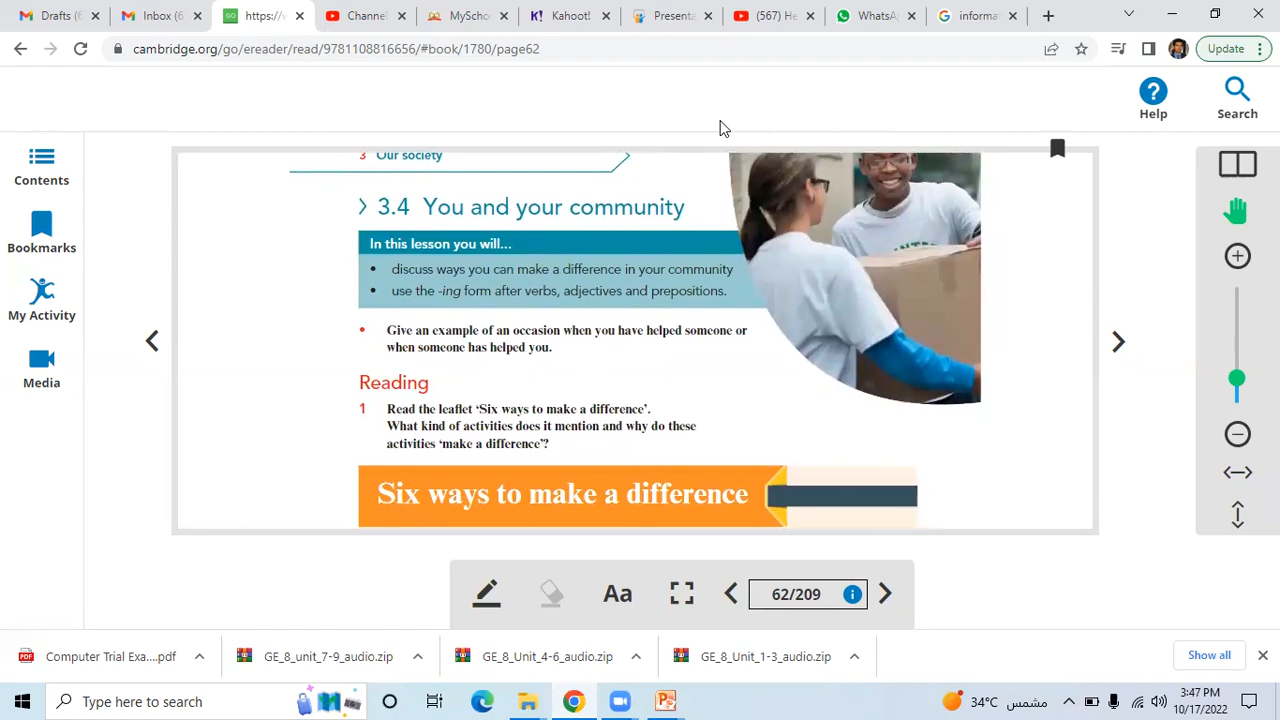 Drafts (6
Inbox (6
https://v
Channel
MyScho
Kahoot!
Presenta
(567) He
WhatsAp
informat
cambridge.org/go/ereader/read/9781108816656/#book/1780/page62
Update
Help
Search
Contents
Bookmarks
My Activity
Media
3 Our society
3.4 You and your community
In this lesson you will...
• discuss ways you can make a difference in your community
• use the -ing form after verbs, adjectives and prepositions.
• Give an example of an occasion when you have helped someone or
when someone has helped you.
Reading
1 Read the leaflet ‘Six ways to make a difference’.
What kind of activities does it mention and why do these
activities ‘make a difference’?
Six ways to make a difference
Aa
62/209
Computer Trial Exa....pdf
GE_8_unit_7-9_audio.zip
GE_8_Unit_4-6_audio.zip
GE_8_Unit_1-3_audio.zip
Show all
Type here to search
34°C مشمس
3:47 PM
10/17/2022